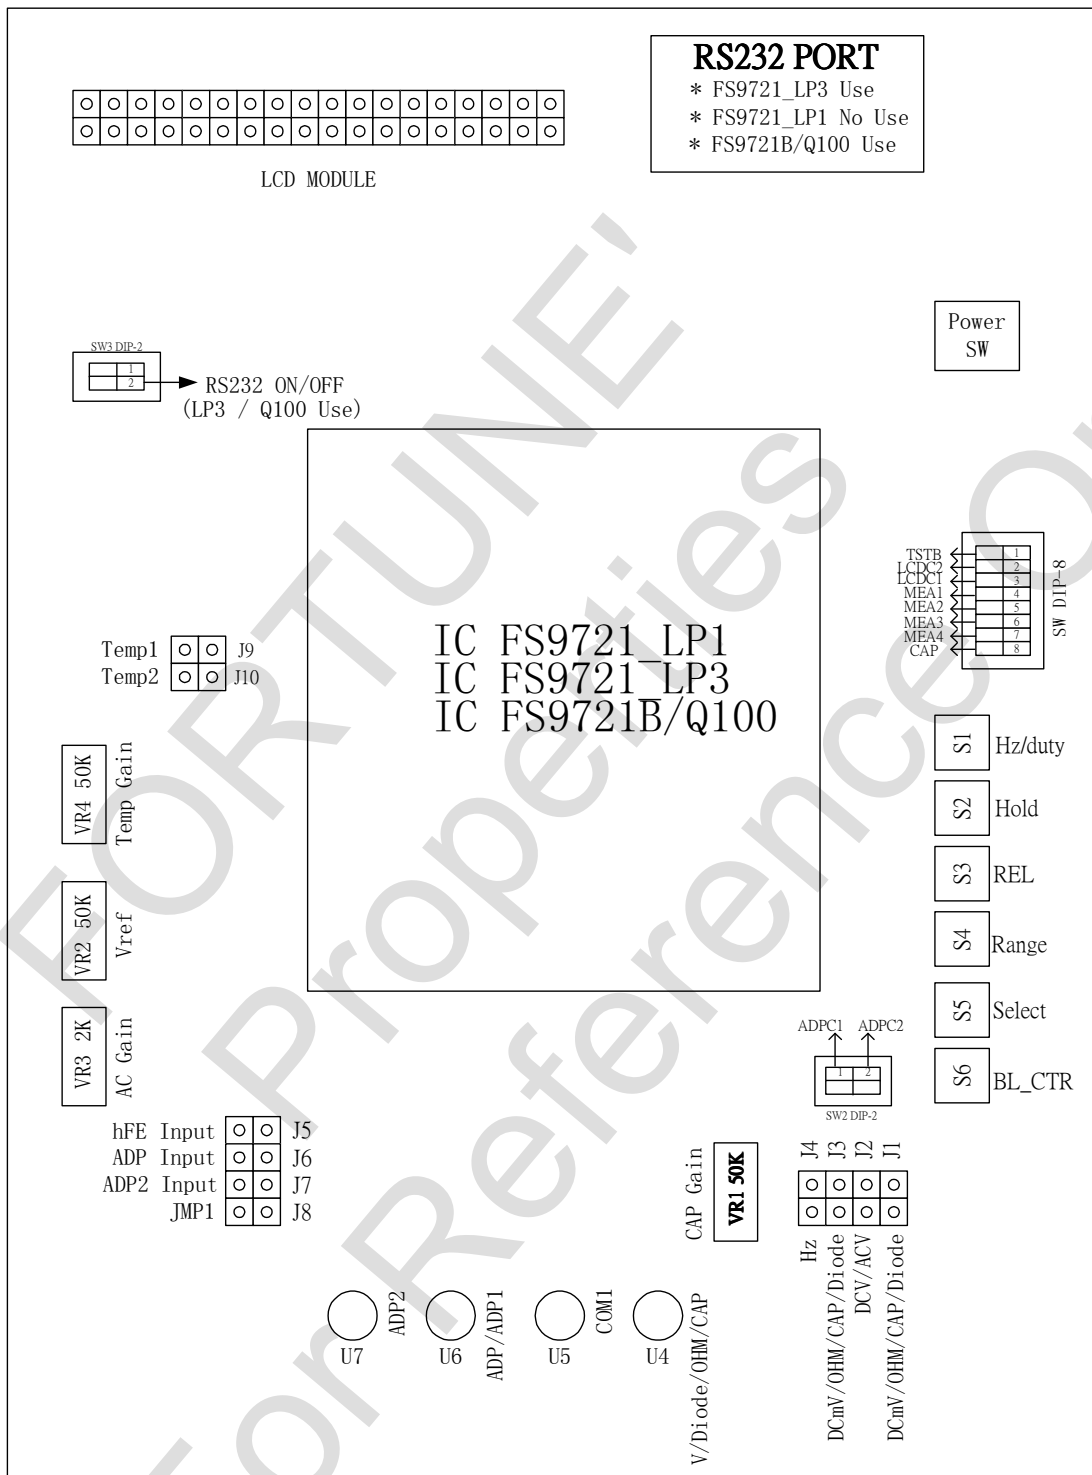 RS232 PORT
* FS9721_LP3 Use
* FS9721_LP1 No Use
* FS9721B/Q100 Use
LCD MODULE
Power
SW
SW3 DIP-2
1
2
RS232 ON/OFF
(LP3 / Q100 Use)
IC FS9721_LP1
IC FS9721_LP3
IC FS9721B/Q100
TSTB 1
LCDC2 2
LCDC1 3
MEA1 4
MEA2 5
MEA3 6
MEA4 7
CAP 8
SW DIP-8
Temp1 J9
Temp2 J10
VR4 50K
Temp Gain
VR2 50K
Vref
VR3 2K
AC Gain
S1 Hz/duty
S2 Hold
S3 REL
S4 Range
S5 Select
S6 BL_CTR
ADPC1 ADPC2
1 2
SW2 DIP-2
hFE Input J5
ADP Input J6
ADP2 Input J7
JMP1 J8
CAP Gain
VR1 50K
J4
J3
J2
J1
Hz
DCmV/OHM/CAP/Diode
DCV/ACV
DCmV/OHM/CAP/Diode
U7
ADP2
U6
ADP/ADP1
U5
COM1
U4
V/Diode/OHM/CAP
FORTUNE'
Properties
For Reference O